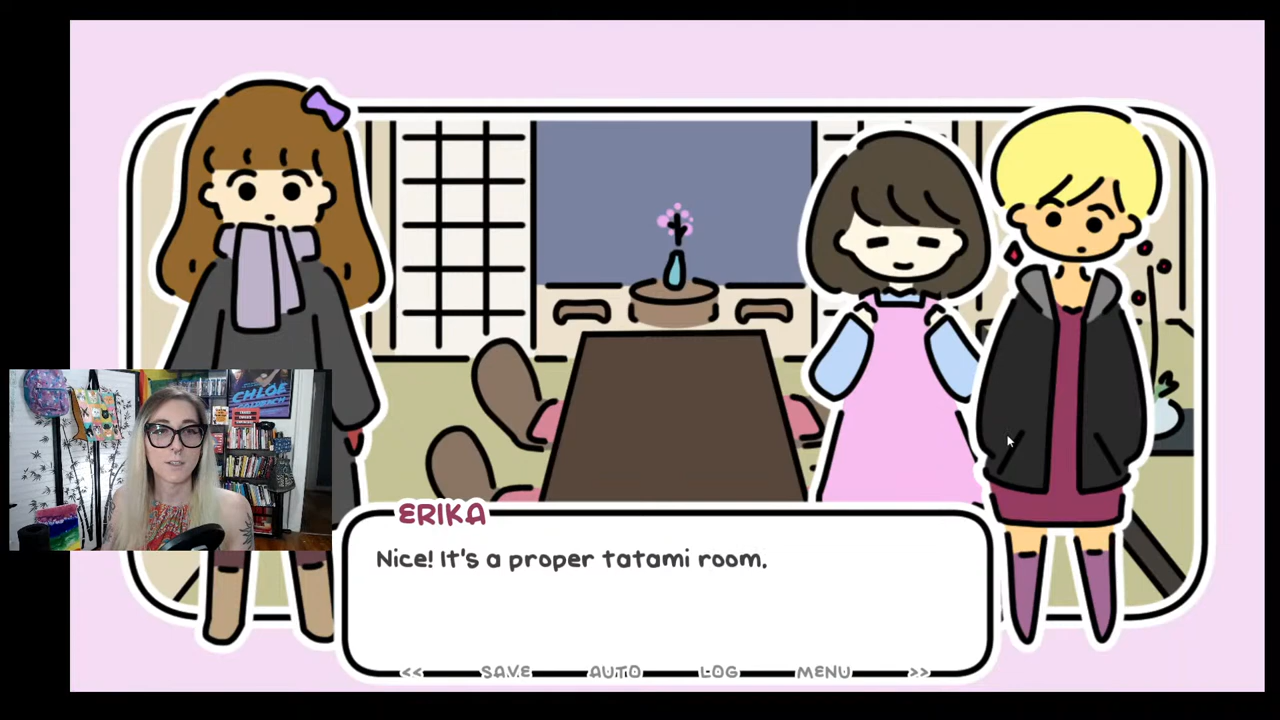 CHLOE
ERIKA
Nice! It's a proper tatami room.
<< SAVE AUTO LOG MENU >>